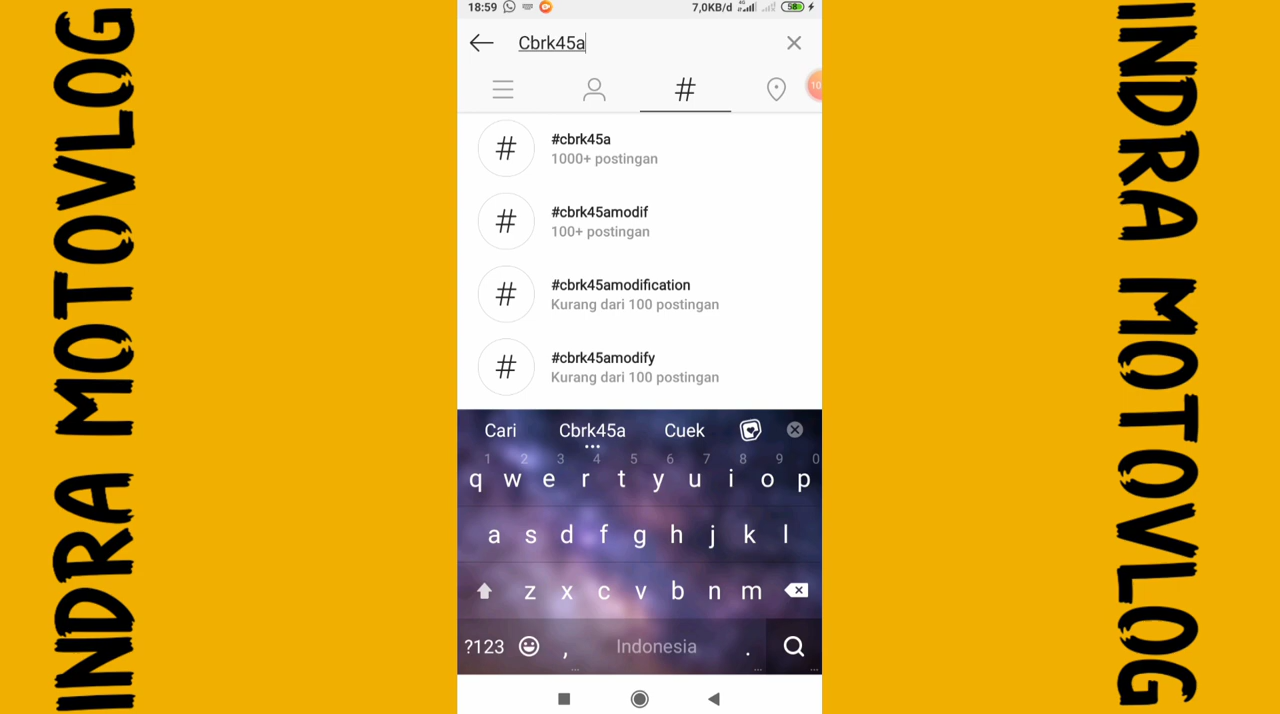 INDRA MOTOVLOG
18:59 7,0KB/d 4G 58
Cbrk45a
# 10
# #cbrk45a
1000+ postingan
# #cbrk45amodif
100+ postingan
# #cbrk45amodification
Kurang dari 100 postingan
# #cbrk45amodify
Kurang dari 100 postingan
Cari Cbrk45a Cuek
1 2 3 4 5 6 7 8 9 0
q w e r t y u i o p
a s d f g h j k l
z x c v b n m
?123 , Indonesia .
INDRA MOTOVLOG